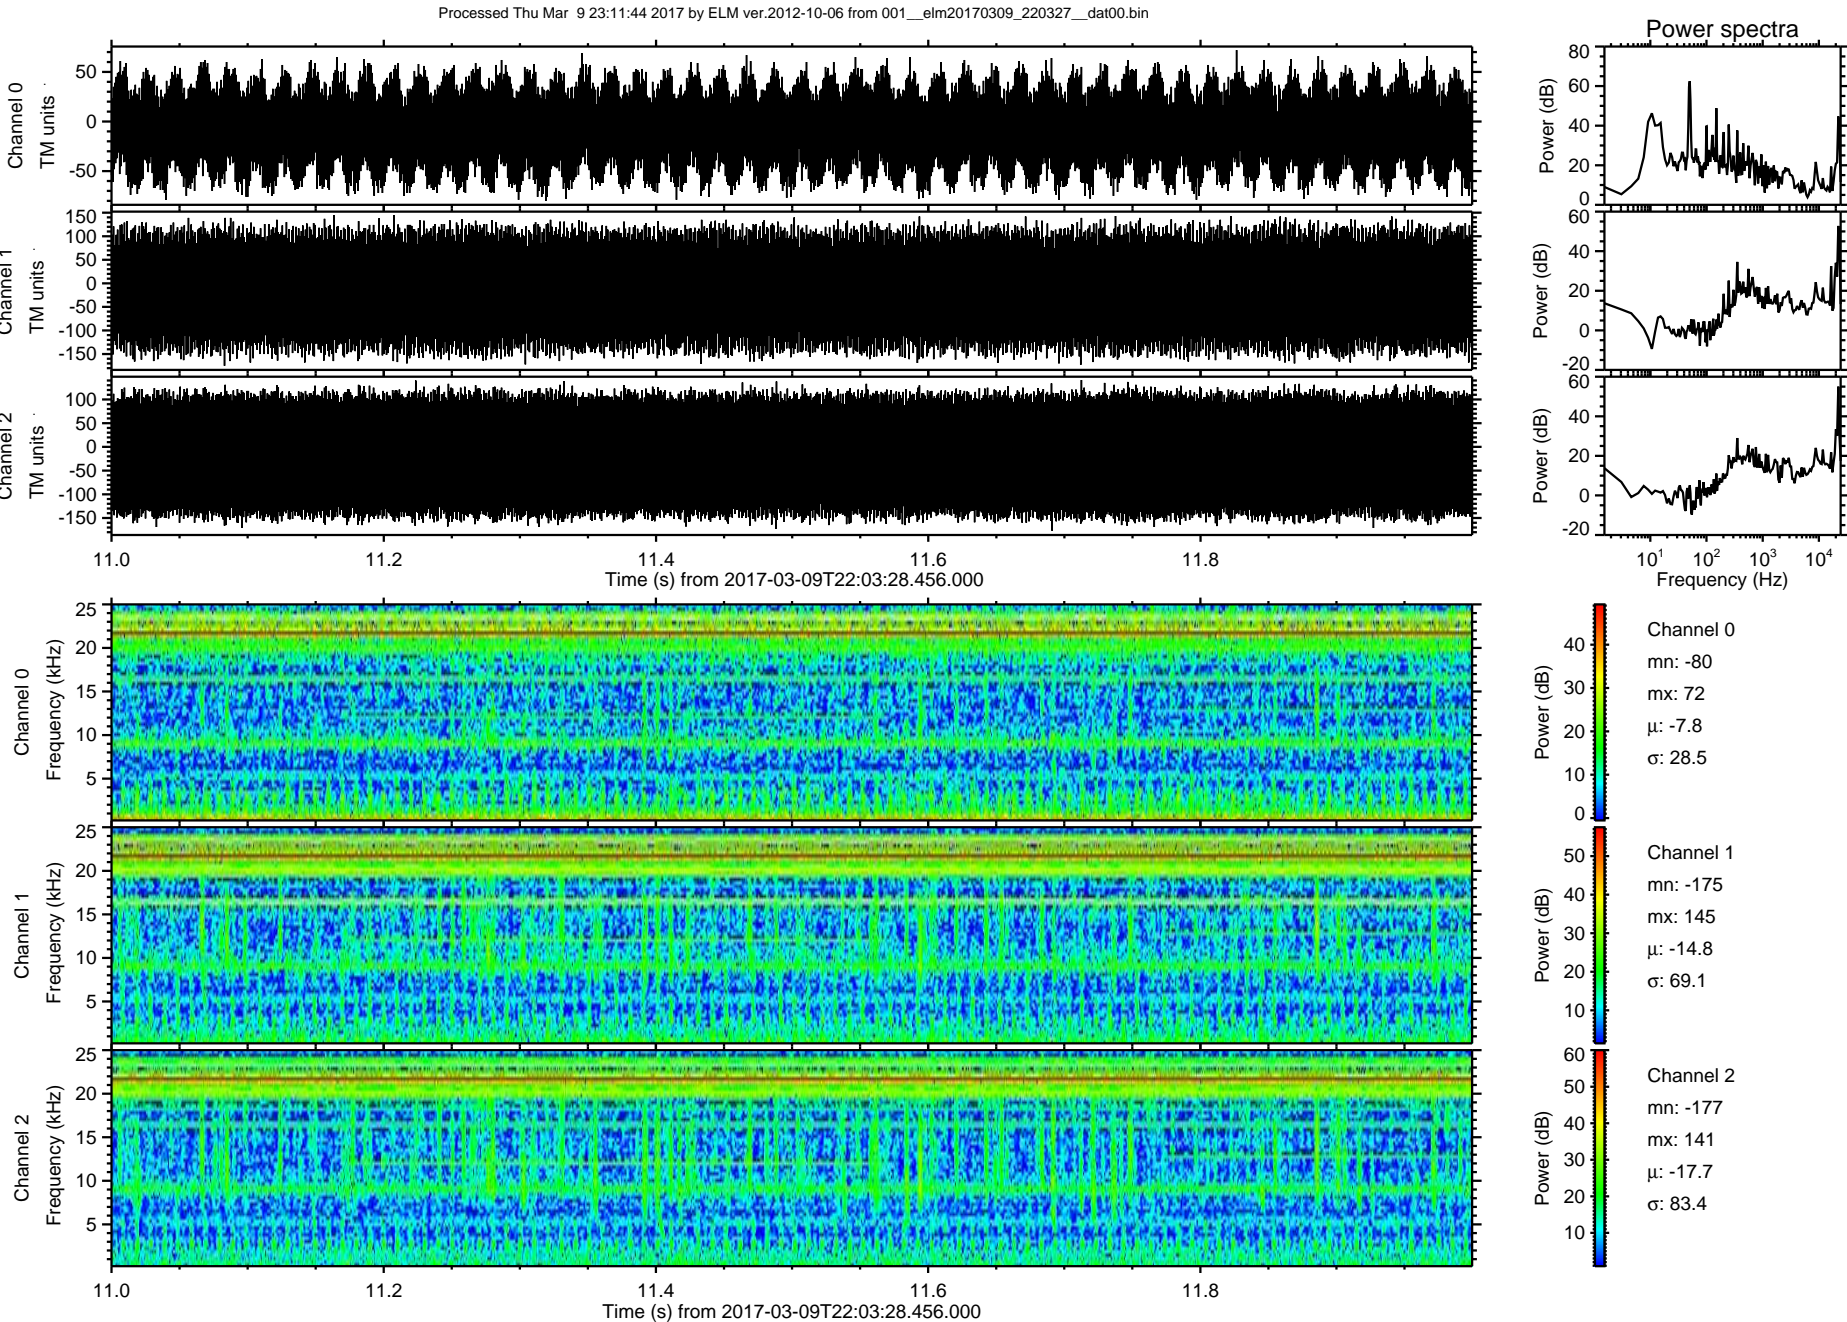 Processed Thu Mar 9 23:11:44 2017 by ELM ver.2012-10-06 from 001__elm20170309_220327__dat00.bin
Power spectra
Channel 0
TM units
50
0
-50
Power (dB)
80
60
40
20
0
Channel 1
TM units
150
100
50
0
-50
-100
-150
Power (dB)
60
40
20
0
-20
Channel 2
TM units
100
50
0
-50
-100
-150
Power (dB)
60
40
20
0
-20
11.0 11.2 11.4 11.6 11.8
Time (s) from 2017-03-09T22:03:28.456.000
10^1 10^2 10^3 10^4
Frequency (Hz)
Channel 0
Frequency (kHz)
25
20
15
10
5
Power (dB)
40
30
20
10
0
Channel 0
mn: -80
mx: 72
µ: -7.8
σ: 28.5
Channel 1
Frequency (kHz)
25
20
15
10
5
Power (dB)
50
40
30
20
10
Channel 1
mn: -175
mx: 145
µ: -14.8
σ: 69.1
Channel 2
Frequency (kHz)
25
20
15
10
5
Power (dB)
60
50
40
30
20
10
Channel 2
mn: -177
mx: 141
µ: -17.7
σ: 83.4
11.0 11.2 11.4 11.6 11.8
Time (s) from 2017-03-09T22:03:28.456.000